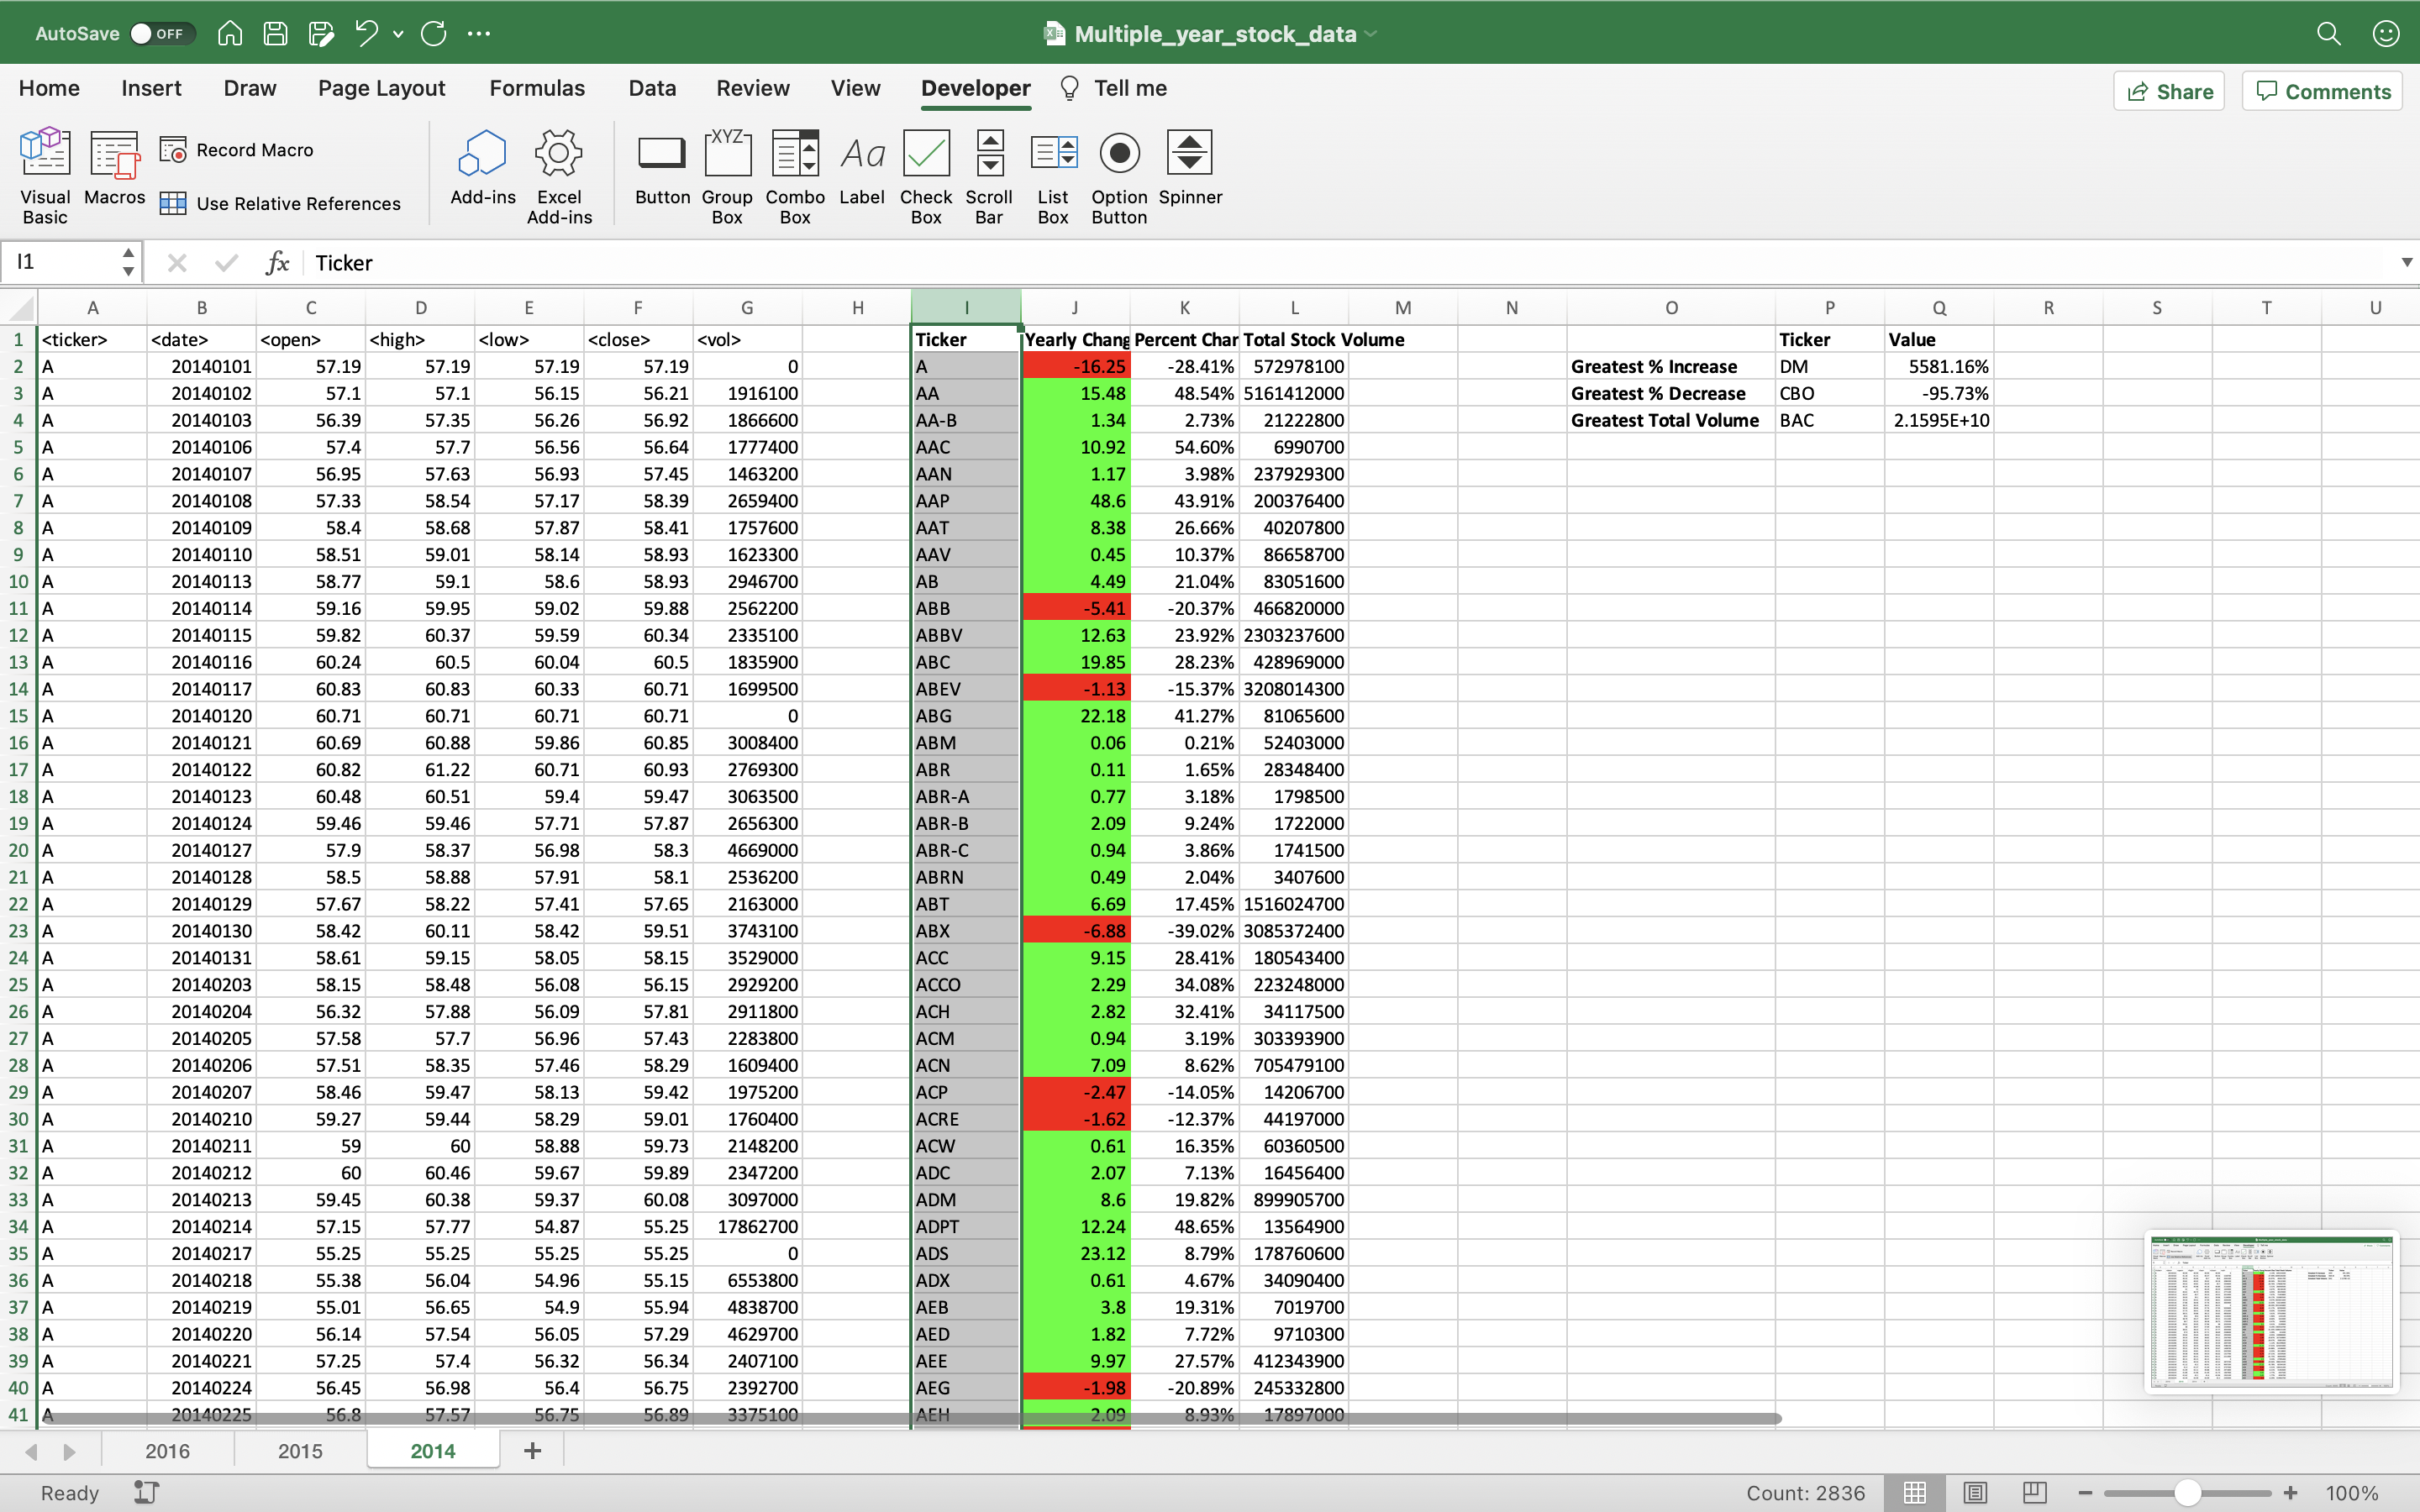 AutoSave OFF Multiple_year_stock_data
Home Insert Draw Page Layout Formulas Data Review View Developer Tell me Share Comments
Visual Basic Macros Record Macro Use Relative References Add-ins Excel Add-ins Button Group Box Combo Box Label Check Box Scroll Bar List Box Option Button Spinner
XYZ Aa
I1 fx Ticker
A B C D E F G H I J K L M N O P Q R S T U
1 <ticker> <date> <open> <high> <low> <close> <vol> Ticker Yearly Chang Percent Char Total Stock Volume Ticker Value
2 A 20140101 57.19 57.19 57.19 57.19 0 A -16.25 -28.41% 572978100 Greatest % Increase DM 5581.16%
3 A 20140102 57.1 57.1 56.15 56.21 1916100 AA 15.48 48.54% 5161412000 Greatest % Decrease CBO -95.73%
4 A 20140103 56.39 57.35 56.26 56.92 1866600 AA-B 1.34 2.73% 21222800 Greatest Total Volume BAC 2.1595E+10
5 A 20140106 57.4 57.7 56.56 56.64 1777400 AAC 10.92 54.60% 6990700
6 A 20140107 56.95 57.63 56.93 57.45 1463200 AAN 1.17 3.98% 237929300
7 A 20140108 57.33 58.54 57.17 58.39 2659400 AAP 48.6 43.91% 200376400
8 A 20140109 58.4 58.68 57.87 58.41 1757600 AAT 8.38 26.66% 40207800
9 A 20140110 58.51 59.01 58.14 58.93 1623300 AAV 0.45 10.37% 86658700
10 A 20140113 58.77 59.1 58.6 58.93 2946700 AB 4.49 21.04% 83051600
11 A 20140114 59.16 59.95 59.02 59.88 2562200 ABB -5.41 -20.37% 466820000
12 A 20140115 59.82 60.37 59.59 60.34 2335100 ABBV 12.63 23.92% 2303237600
13 A 20140116 60.24 60.5 60.04 60.5 1835900 ABC 19.85 28.23% 428969000
14 A 20140117 60.83 60.83 60.33 60.71 1699500 ABEV -1.13 -15.37% 3208014300
15 A 20140120 60.71 60.71 60.71 60.71 0 ABG 22.18 41.27% 81065600
16 A 20140121 60.69 60.88 59.86 60.85 3008400 ABM 0.06 0.21% 52403000
17 A 20140122 60.82 61.22 60.71 60.93 2769300 ABR 0.11 1.65% 28348400
18 A 20140123 60.48 60.51 59.4 59.47 3063500 ABR-A 0.77 3.18% 1798500
19 A 20140124 59.46 59.46 57.71 57.87 2656300 ABR-B 2.09 9.24% 1722000
20 A 20140127 57.9 58.37 56.98 58.3 4669000 ABR-C 0.94 3.86% 1741500
21 A 20140128 58.5 58.88 57.91 58.1 2536200 ABRN 0.49 2.04% 3407600
22 A 20140129 57.67 58.22 57.41 57.65 2163000 ABT 6.69 17.45% 1516024700
23 A 20140130 58.42 60.11 58.42 59.51 3743100 ABX -6.88 -39.02% 3085372400
24 A 20140131 58.61 59.15 58.05 58.15 3529000 ACC 9.15 28.41% 180543400
25 A 20140203 58.15 58.48 56.08 56.15 2929200 ACCO 2.29 34.08% 223248000
26 A 20140204 56.32 57.88 56.09 57.81 2911800 ACH 2.82 32.41% 34117500
27 A 20140205 57.58 57.7 56.96 57.43 2283800 ACM 0.94 3.19% 303393900
28 A 20140206 57.51 58.35 57.46 58.29 1609400 ACN 7.09 8.62% 705479100
29 A 20140207 58.46 59.47 58.13 59.42 1975200 ACP -2.47 -14.05% 14206700
30 A 20140210 59.27 59.44 58.29 59.01 1760400 ACRE -1.62 -12.37% 44197000
31 A 20140211 59 60 58.88 59.73 2148200 ACW 0.61 16.35% 60360500
32 A 20140212 60 60.46 59.67 59.89 2347200 ADC 2.07 7.13% 16456400
33 A 20140213 59.45 60.38 59.37 60.08 3097000 ADM 8.6 19.82% 899905700
34 A 20140214 57.15 57.77 54.87 55.25 17862700 ADPT 12.24 48.65% 13564900
35 A 20140217 55.25 55.25 55.25 55.25 0 ADS 23.12 8.79% 178760600
36 A 20140218 55.38 56.04 54.96 55.15 6553800 ADX 0.61 4.67% 34090400
37 A 20140219 55.01 56.65 54.9 55.94 4838700 AEB 3.8 19.31% 7019700
38 A 20140220 56.14 57.54 56.05 57.29 4629700 AED 1.82 7.72% 9710300
39 A 20140221 57.25 57.4 56.32 56.34 2407100 AEE 9.97 27.57% 412343900
40 A 20140224 56.45 56.98 56.4 56.75 2392700 AEG -1.98 -20.89% 245332800
41 A 20140225 56.8 57.57 56.75 56.89 3375100 AEH 2.09 8.93% 17897000
2016 2015 2014 +
Ready Count: 2836 100%